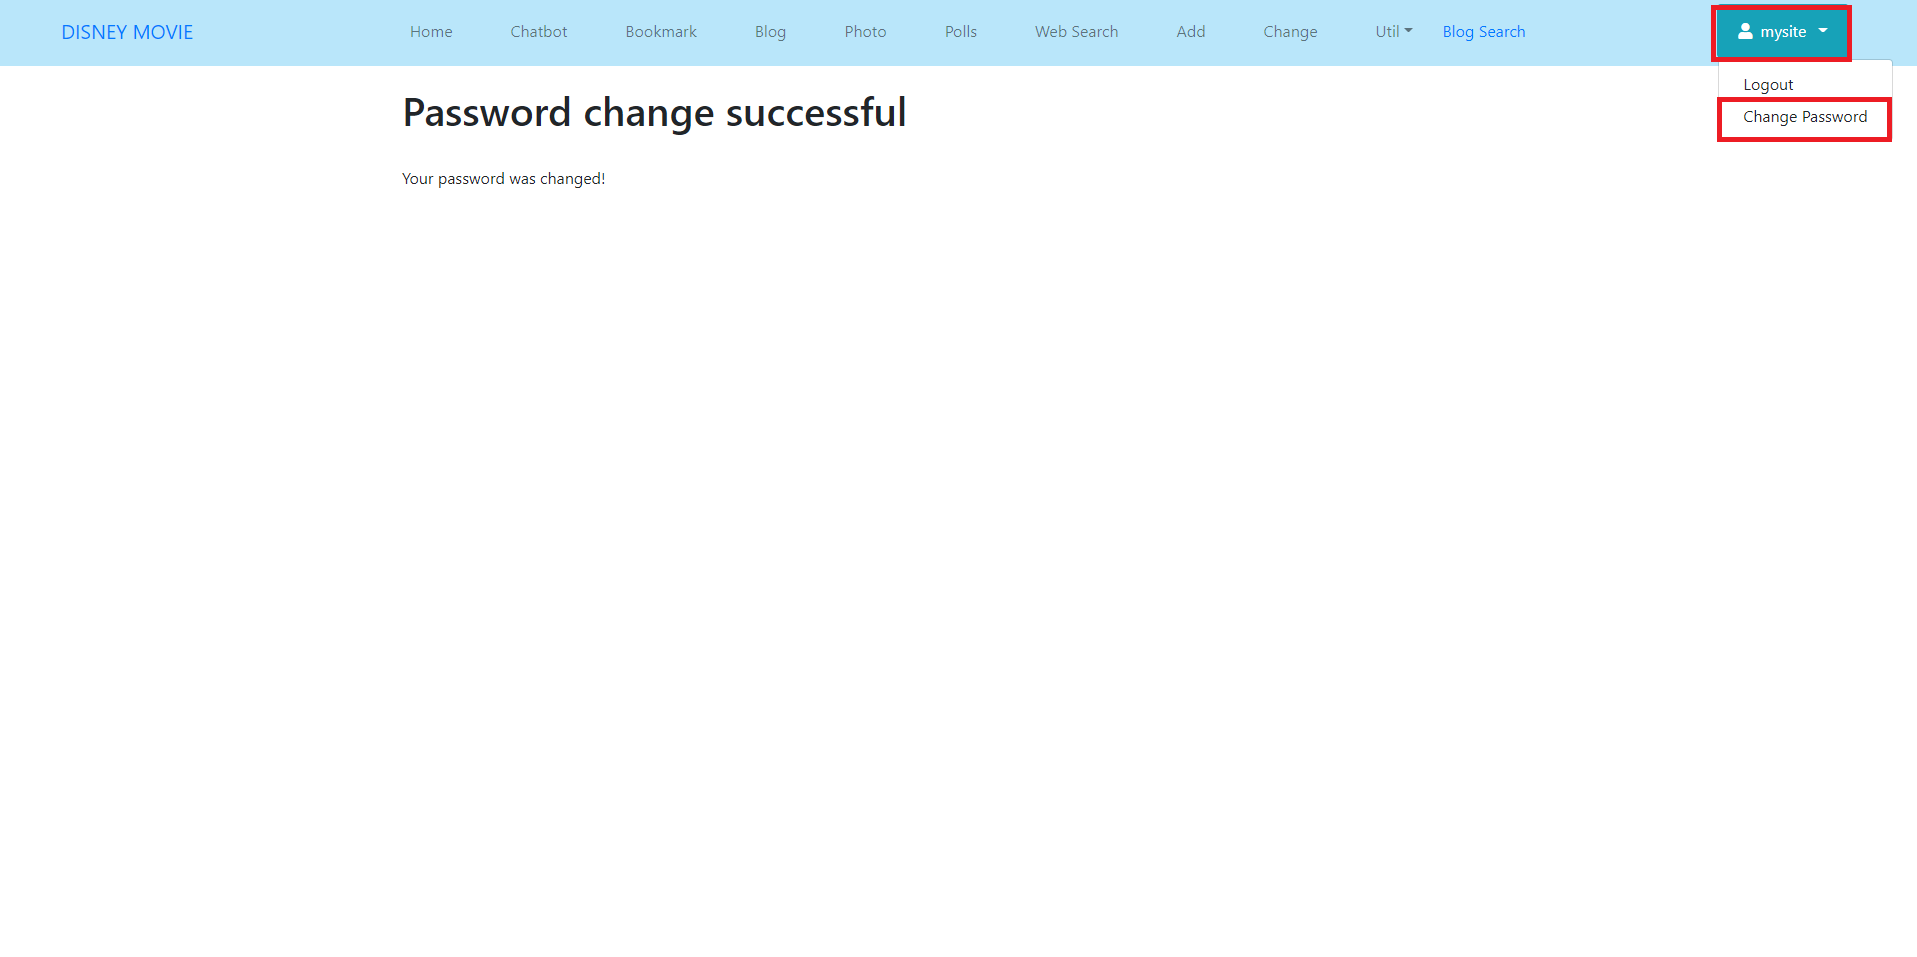 DISNEY MOVIE Home Chatbot Bookmark Blog Photo Polls Web Search Add Change Util Blog Search mysite
Logout
Change Password
Password change successful
Your password was changed!